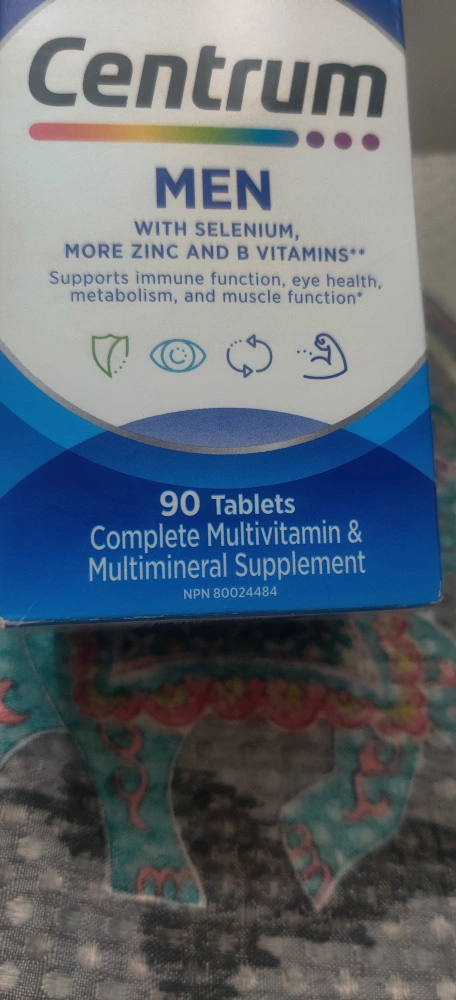 Centrum
MEN
WITH SELENIUM,
MORE ZINC AND B VITAMINS**
Supports immune function, eye health,
metabolism, and muscle function*
90 Tablets
Complete Multivitamin &
Multimineral Supplement
NPN 80024484